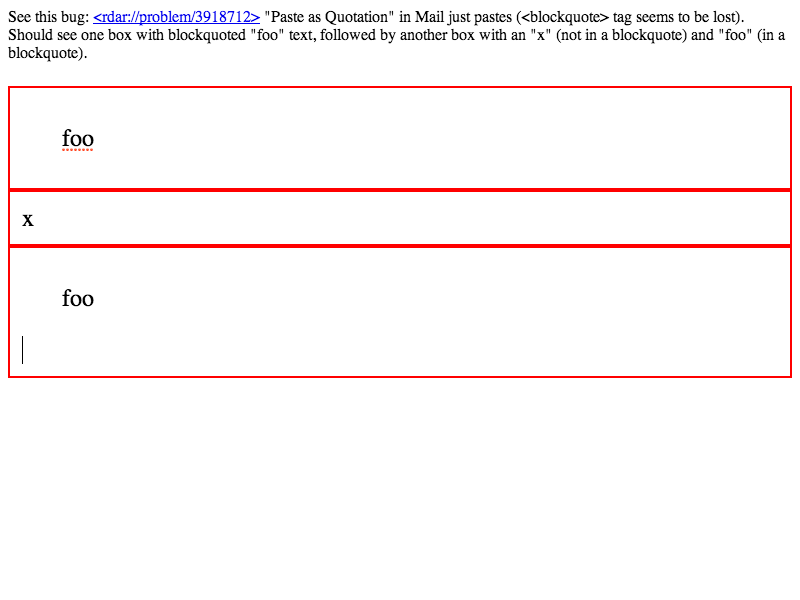 See this bug: <rdar://problem/3918712> "Paste as Quotation" in Mail just pastes (<blockquote> tag seems to be lost).
Should see one box with blockquoted "foo" text, followed by another box with an "x" (not in a blockquote) and "foo" (in a
blockquote).
foo
x
foo